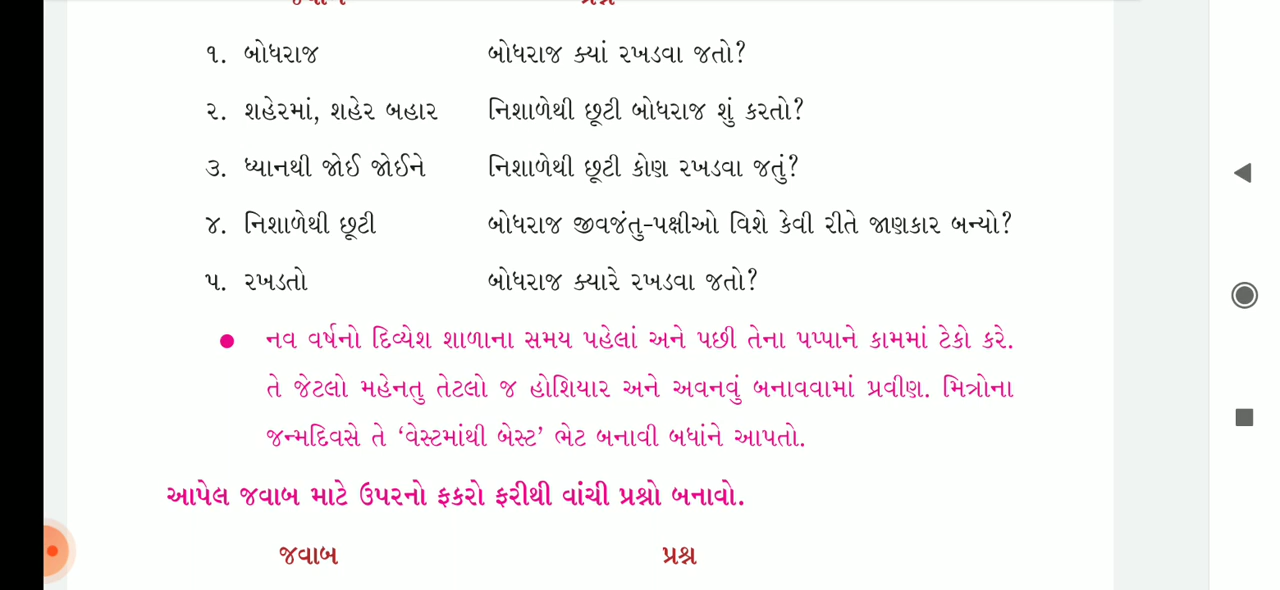 જવાબ પ્રશ્ન
૧. બોધરાજ બોધરાજ ક્યાં રખડવા જતો?
૨. શહેરમાં, શહેર બહાર નિશાળેથી છૂટી બોધરાજ શું કરતો?
૩. ધ્યાનથી જોઈ જોઈને નિશાળેથી છૂટી કોણ રખડવા જતું?
૪. નિશાળેથી છૂટી બોધરાજ જીવજંતુ-પક્ષીઓ વિશે કેવી રીતે જાણકાર બન્યો?
૫. રખડતો બોધરાજ ક્યારે રખડવા જતો?
● નવ વર્ષનો દિવ્યેશ શાળાના સમય પહેલાં અને પછી તેના પપ્પાને કામમાં ટેકો કરે.
તે જેટલો મહેનતુ તેટલો જ હોશિયાર અને અવનવું બનાવવામાં પ્રવીણ. મિત્રોના
જન્મદિવસે તે ‘વેસ્ટમાંથી બેસ્ટ’ ભેટ બનાવી બધાંને આપતો.
આપેલ જવાબ માટે ઉપરનો ફકરો ફરીથી વાંચી પ્રશ્નો બનાવો.
જવાબ પ્રશ્ન